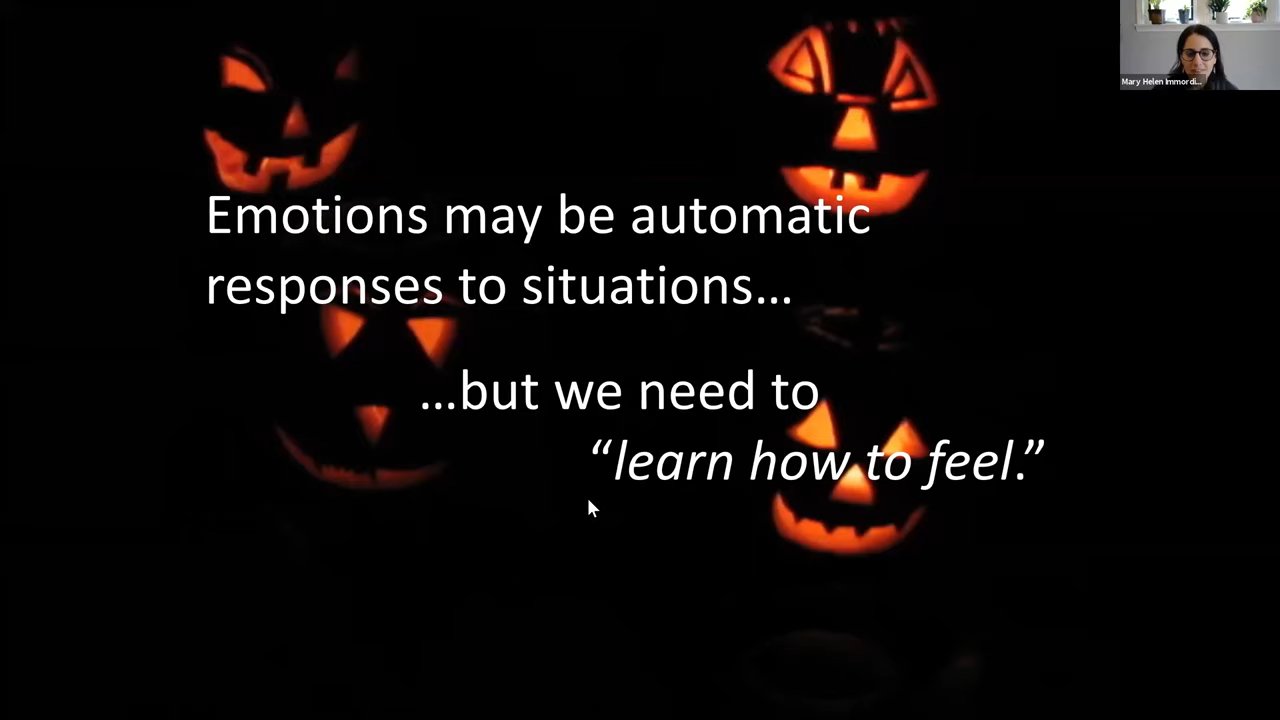 Mary Helen Immordi...
Emotions may be automatic
responses to situations…
…but we need to
“learn how to feel.”